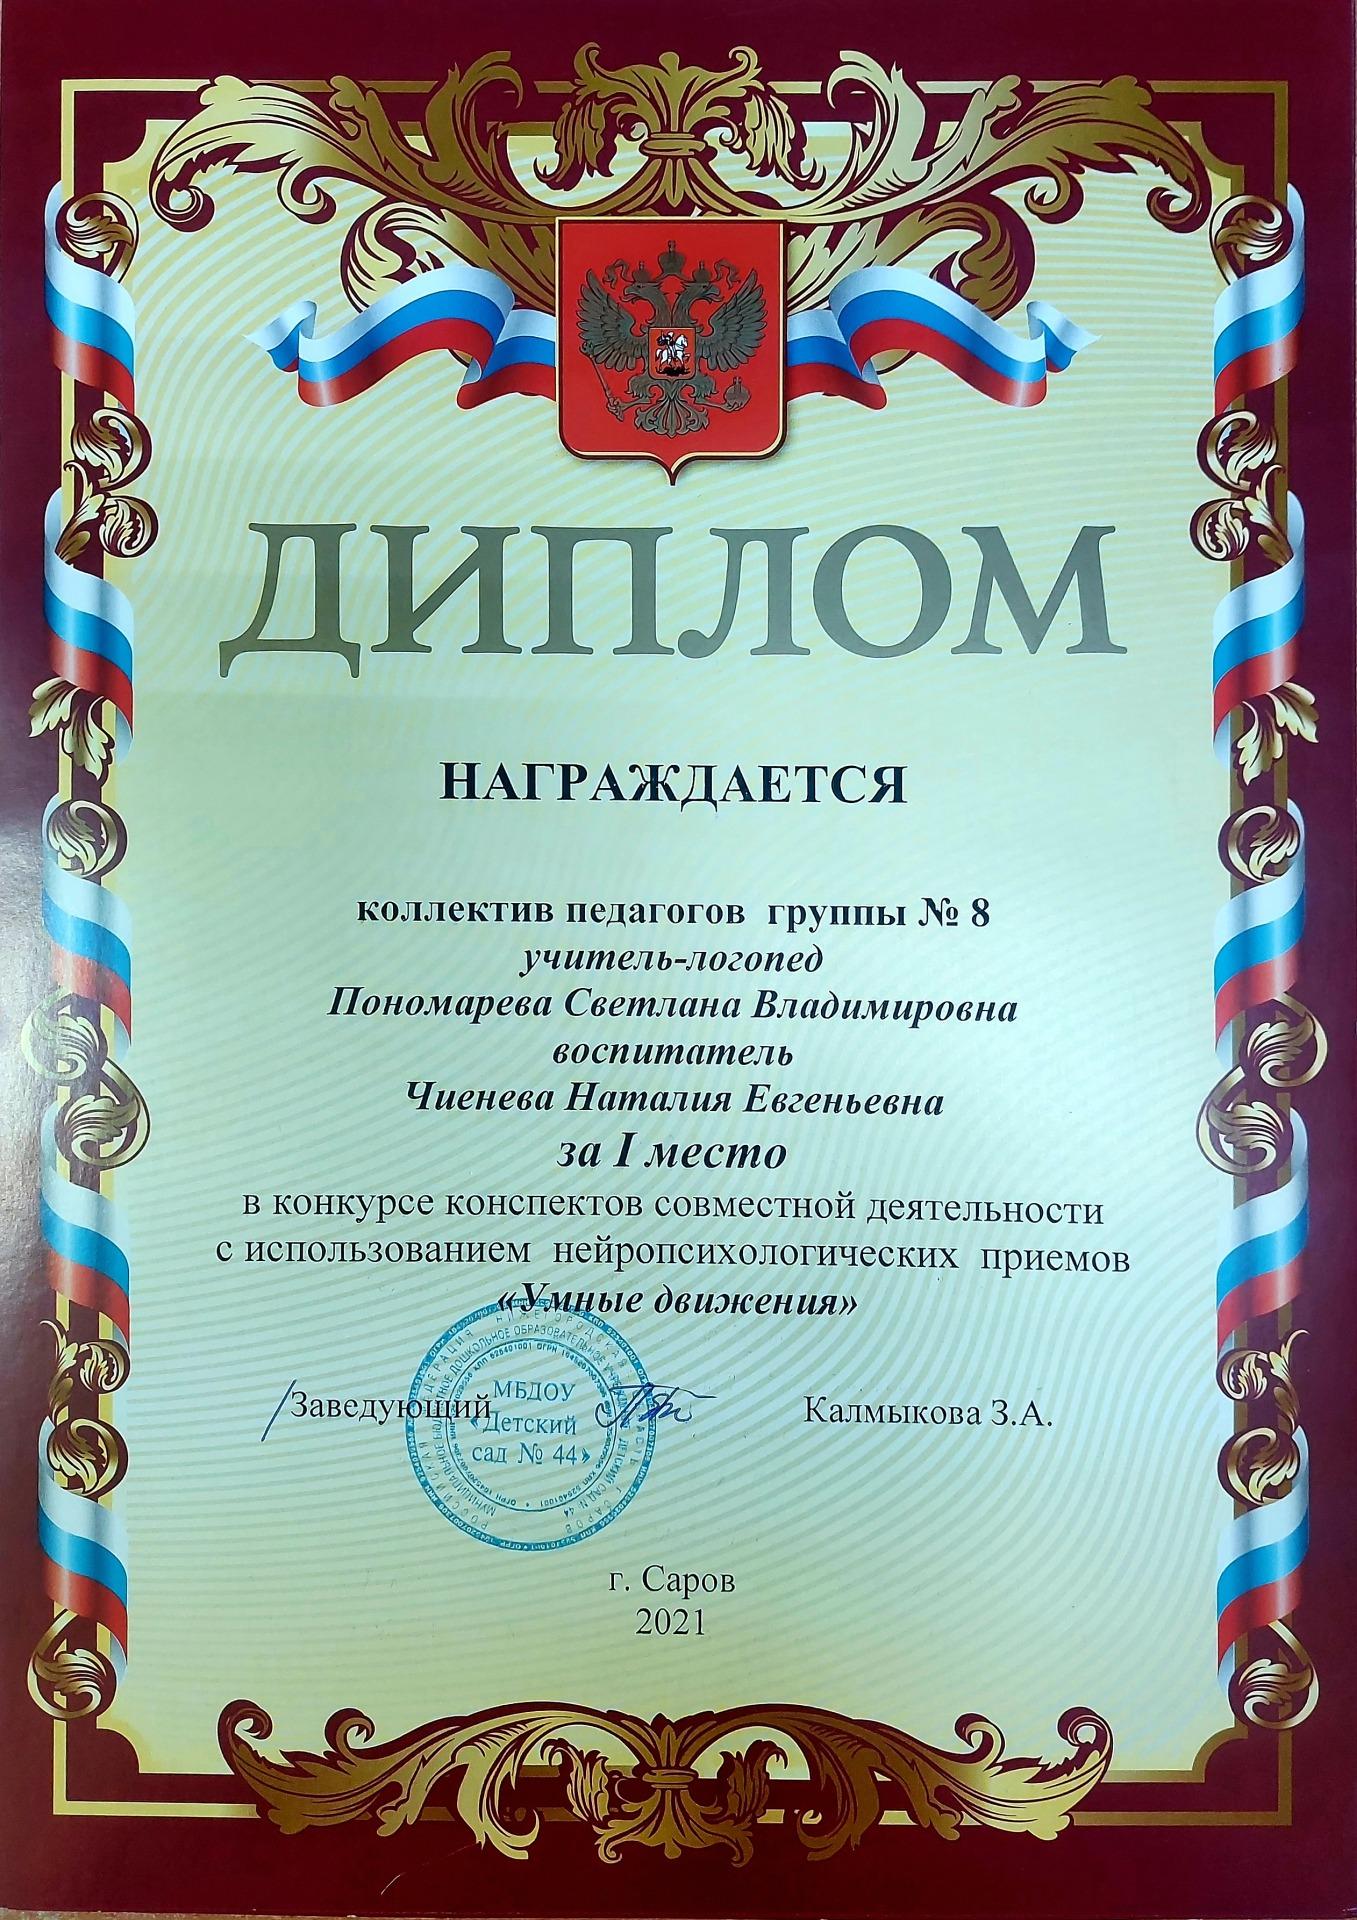 ДИПЛОМ
НАГРАЖДАЕТСЯ
коллектив педагогов группы № 8
учитель-логопед
Пономарева Светлана Владимировна
воспитатель
Чиенева Наталия Евгеньевна
за I место
в конкурсе конспектов совместной деятельности
с использованием нейропсихологических приемов
«Умные движения»
Заведующий Калмыкова З.А.
МБДОУ
«Детский
сад № 44»
г. Саров
2021